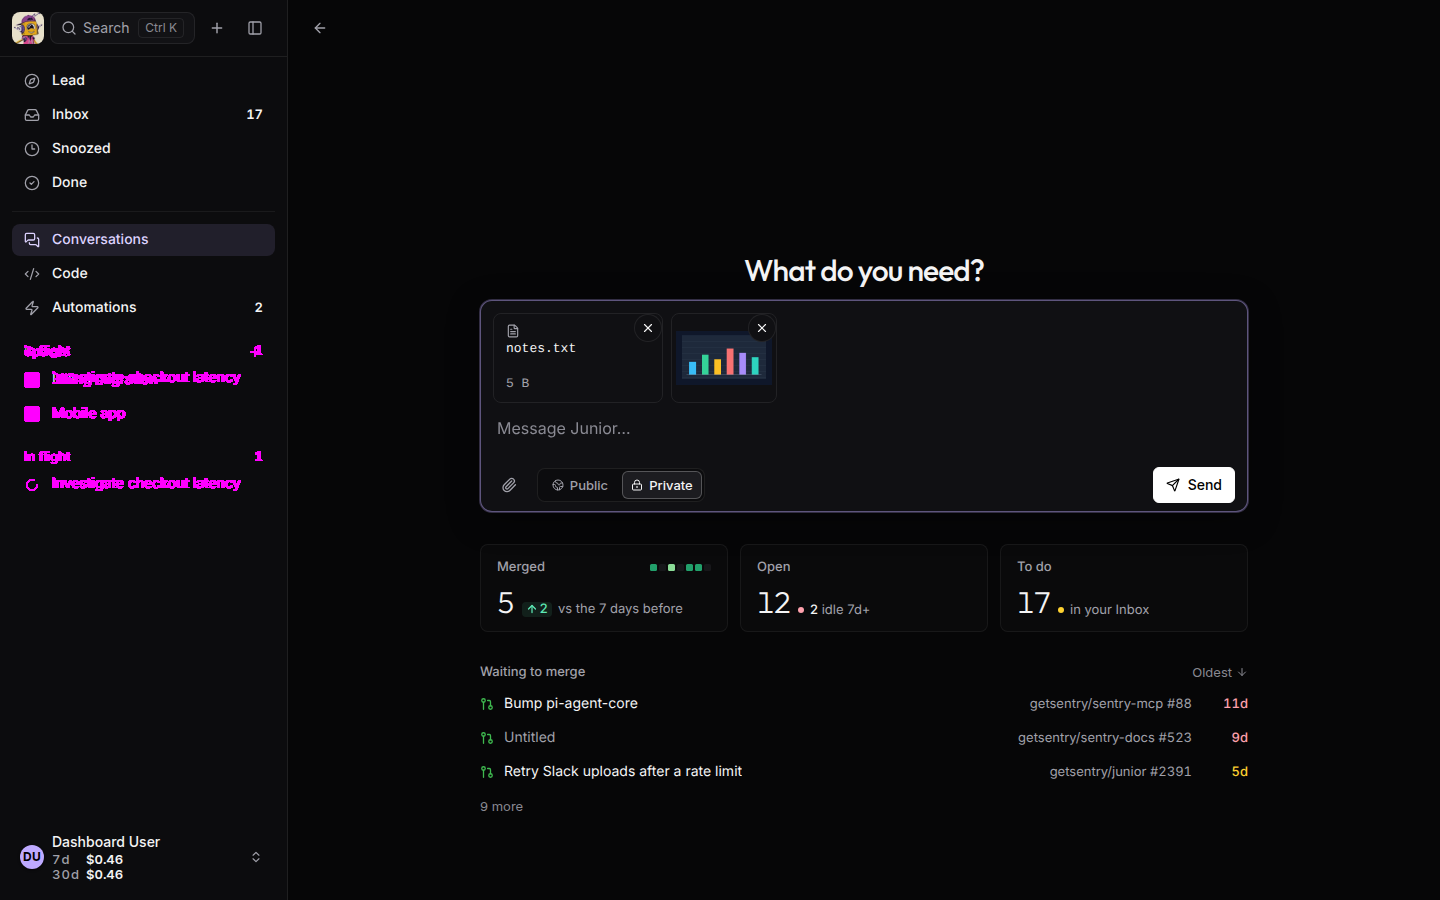 Search Ctrl K
Lead
Inbox 17
Snoozed
Done
Conversations
Code
Automations 2
checkout latency
Mobile app
In flight 1
Investigate checkout latency
DU Dashboard User
7d $0.46
30d $0.46
What do you need?
notes.txt
5 B
Message Junior...
Public Private Send
Merged
5 2 vs the 7 days before
Open
12 2 idle 7d+
To do
17 in your Inbox
Waiting to merge Oldest
Bump pi-agent-core getsentry/sentry-mcp #88 11d
Untitled getsentry/sentry-docs #523 9d
Retry Slack uploads after a rate limit getsentry/junior #2391 5d
9 more